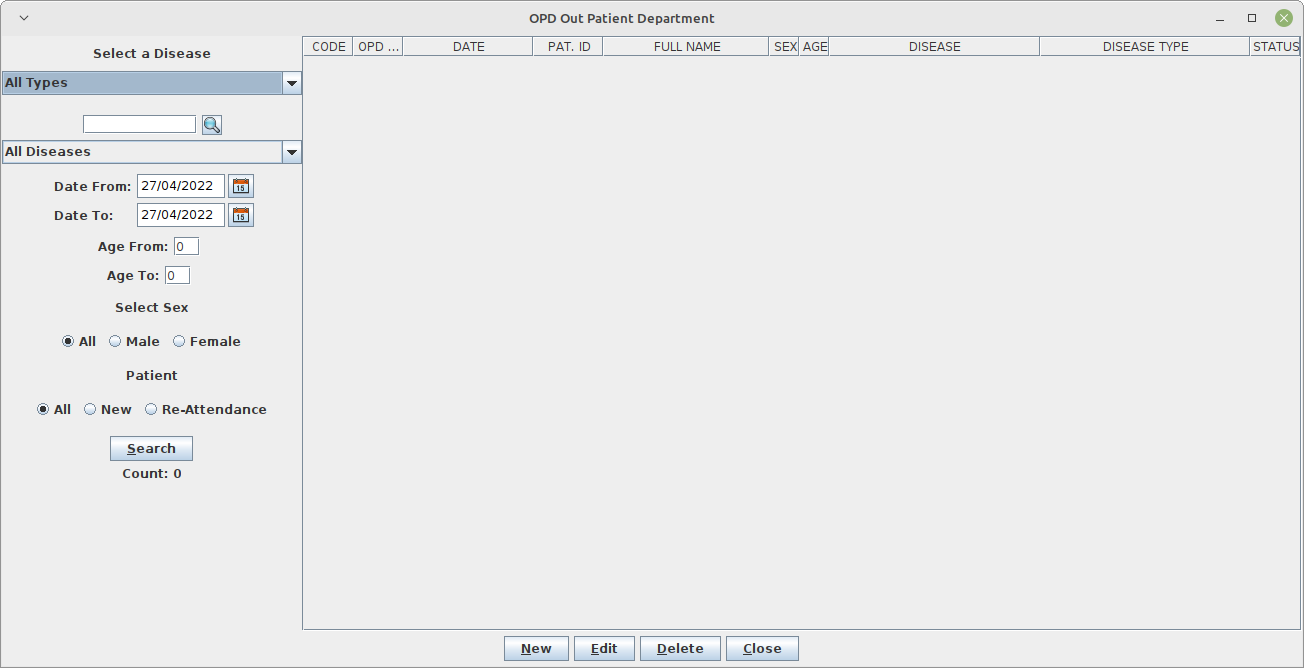 OPD Out Patient Department
Select a Disease
All Types
All Diseases
Date From: 27/04/2022
15
Date To: 27/04/2022
15
Age From: 0
Age To: 0
Select Sex
All Male Female
Patient
All New Re-Attendance
Search
Count: 0
CODE OPD ... DATE PAT. ID FULL NAME SEX AGE DISEASE DISEASE TYPE STATUS
New Edit Delete Close